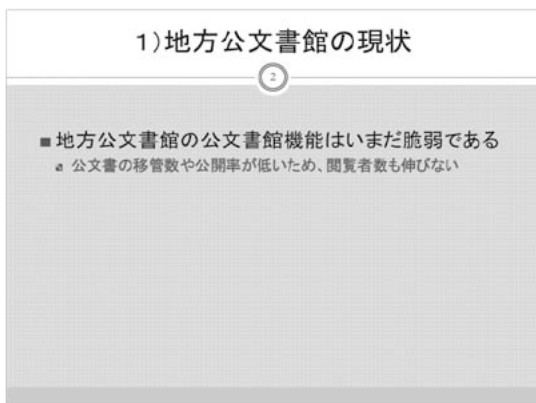 1)地方公文書館の現状
2
地方公文書館の公文書館機能はいまだ脆弱である
公文書の移管数や公開率が低いため、閲覧者数も伸びない